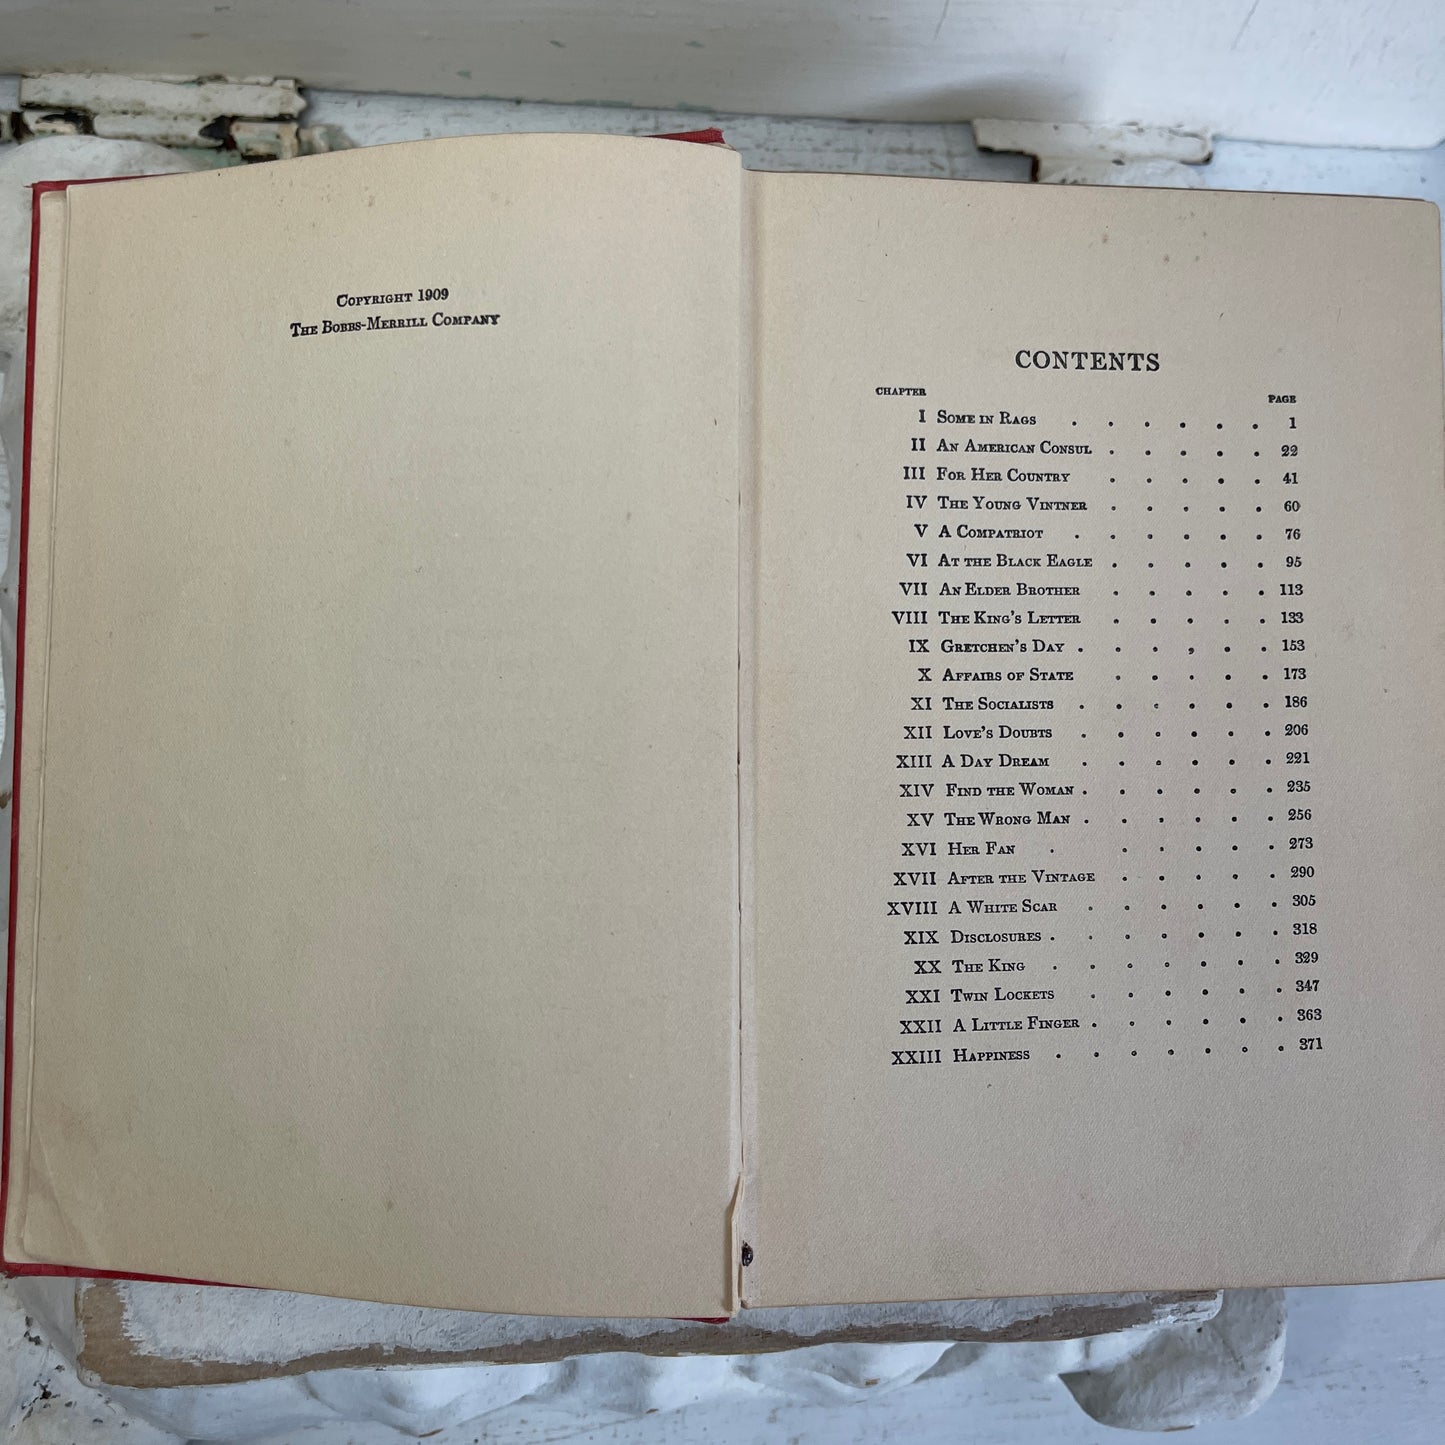 Copyright 1909
The Bobbs-Merrill Company
CONTENTS
CHAPTER PAGE
I Some in Rags . . . . . . 1
II An American Consul . . . . . 22
III For Her Country . . . . . 41
IV The Young Vintner . . . . . 60
V A Compatriot . . . . . . 76
VI At the Black Eagle . . . . . 95
VII An Elder Brother . . . . . 113
VIII The King's Letter . . . . . 133
IX Gretchen's Day . . . . . . 153
X Affairs of State . . . . . 173
XI The Socialists . . . . . . 186
XII Love's Doubts . . . . . . 206
XIII A Day Dream . . . . . . 221
XIV Find the Woman . . . . . . 235
XV The Wrong Man . . . . . . 256
XVI Her Fan . . . . . . 273
XVII After the Vintage . . . . . 290
XVIII A White Scar . . . . . . 305
XIX Disclosures . . . . . . . 318
XX The King . . . . . . . 329
XXI Twin Lockets . . . . . . 347
XXII A Little Finger . . . . . . 363
XXIII Happiness . . . . . . . 371